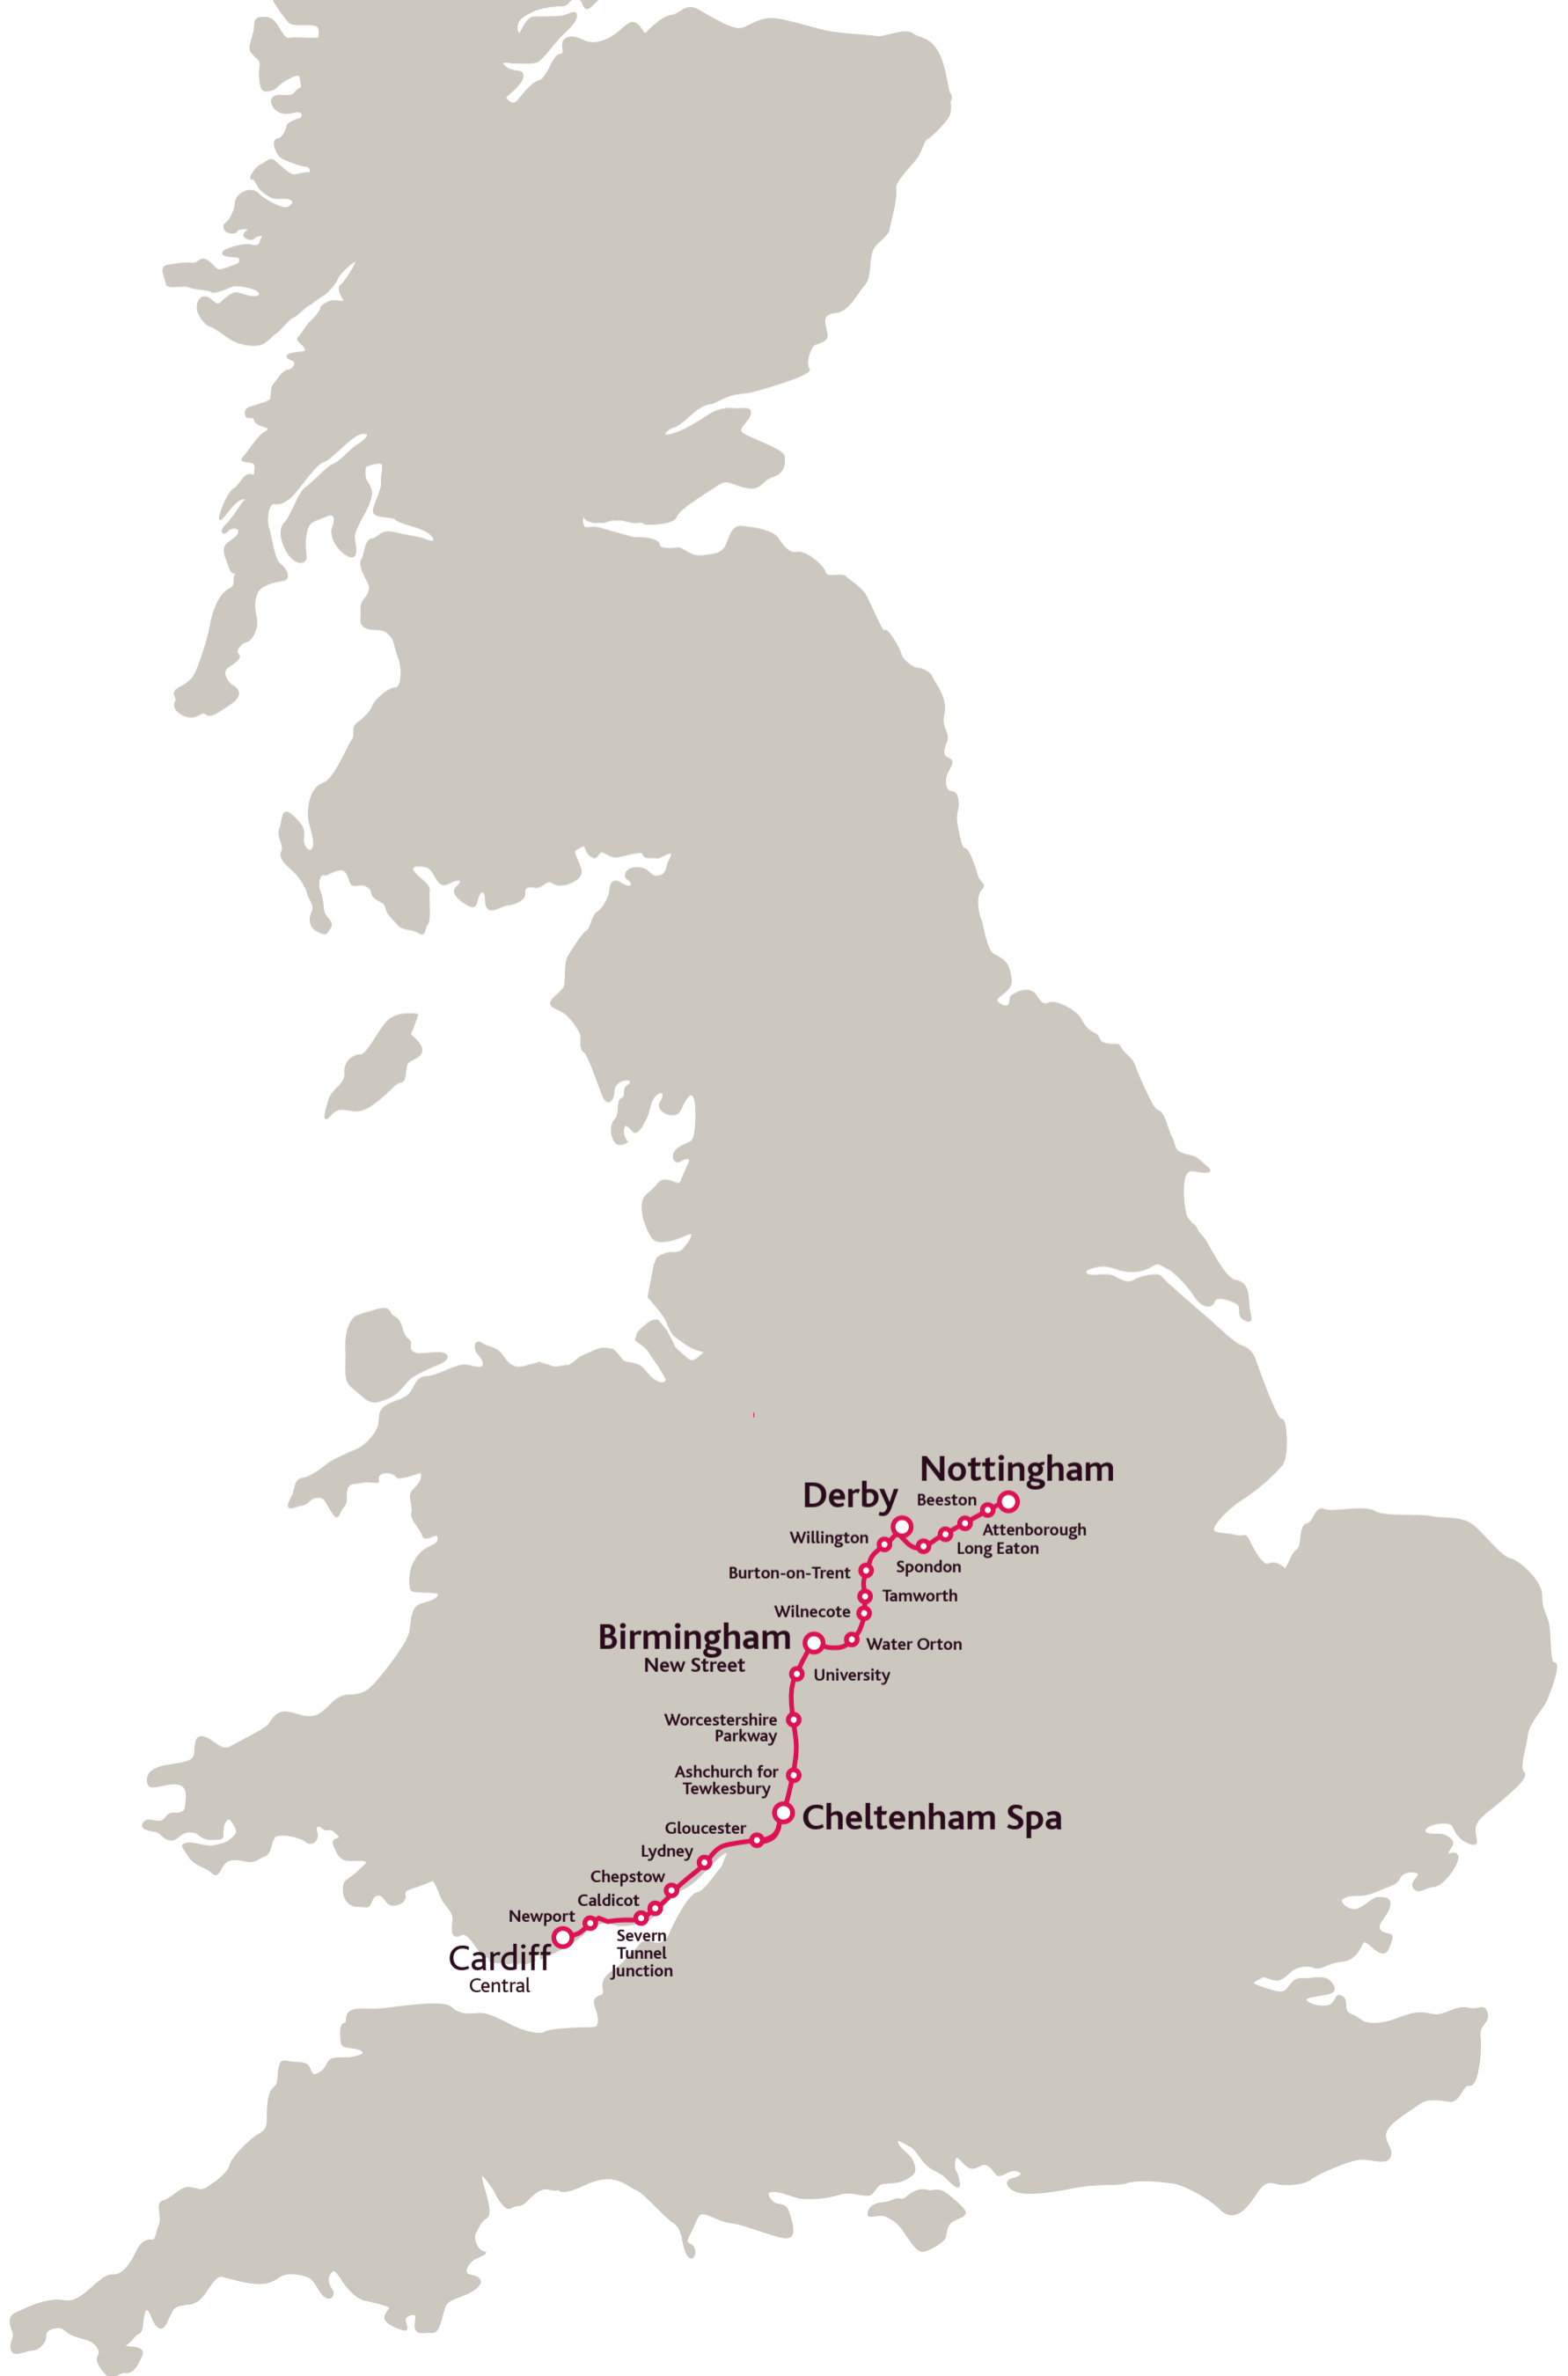 Nottingham
Derby
Beeston
Attenborough
Willington
Long Eaton
Spondon
Burton-on-Trent
Tamworth
Wilnecote
Birmingham
New Street
Water Orton
University
Worcestershire
Parkway
Ashchurch for
Tewkesbury
Cheltenham Spa
Gloucester
Lydney
Chepstow
Caldicot
Newport
Severn
Tunnel
Junction
Cardiff
Central